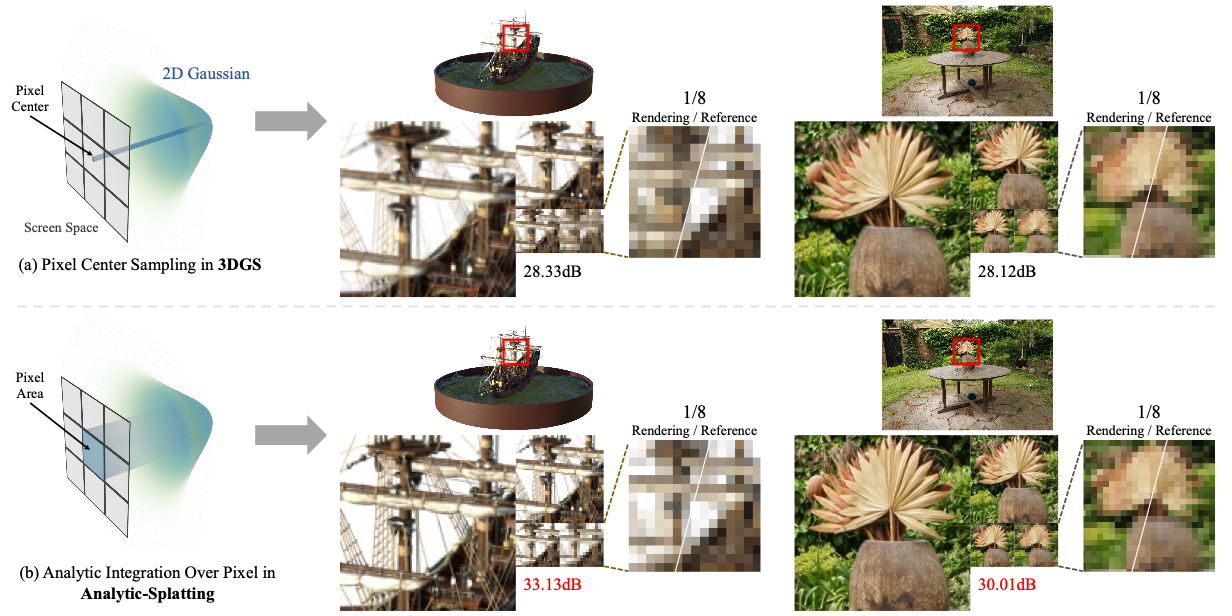 2D Gaussian
Pixel
Center
Screen Space
(a) Pixel Center Sampling in 3DGS
1/8
Rendering / Reference
28.33dB
1/8
Rendering / Reference
28.12dB
Pixel
Area
(b) Analytic Integration Over Pixel in
Analytic-Splatting
1/8
Rendering / Reference
33.13dB
1/8
Rendering / Reference
30.01dB